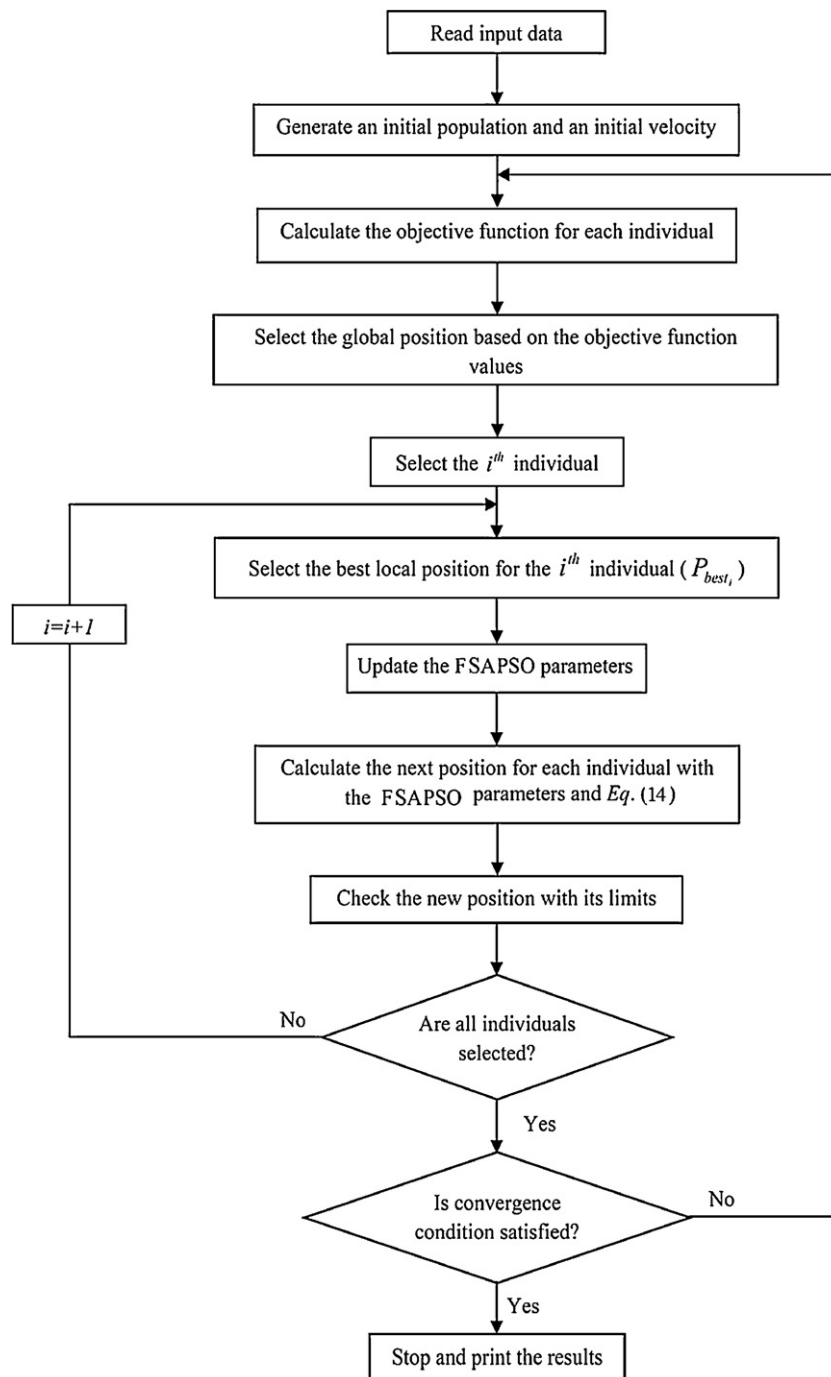 Read input data
Generate an initial population and an initial velocity
Calculate the objective function for each individual
Select the global position based on the objective function
values
Select the i^th individual
Select the best local position for the i^th individual ( P_best_i )
i=i+1
Update the FSAPSO parameters
Calculate the next position for each individual with
the FSAPSO parameters and Eq. (14)
Check the new position with its limits
No
Are all individuals
selected?
Yes
Is convergence
condition satisfied?
No
Yes
Stop and print the results